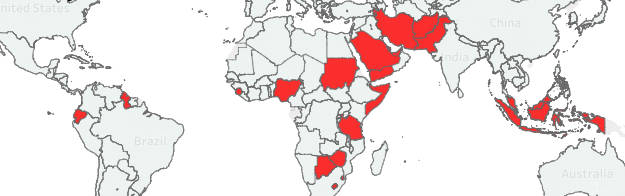 United States
China
India
Brazil
Australia